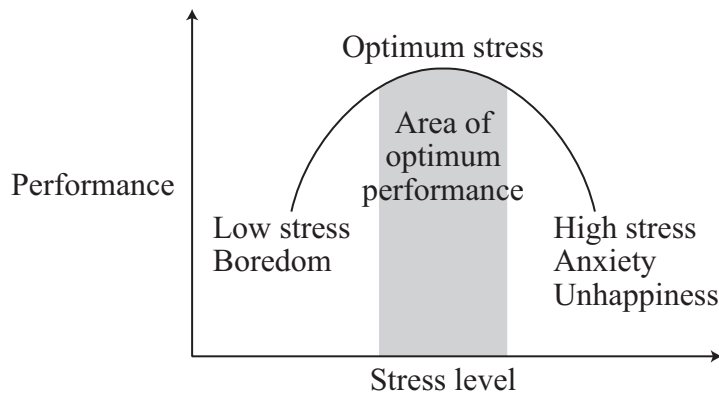 Optimum stress
Area of
optimum
performance
Performance
Low stress
Boredom
High stress
Anxiety
Unhappiness
Stress level